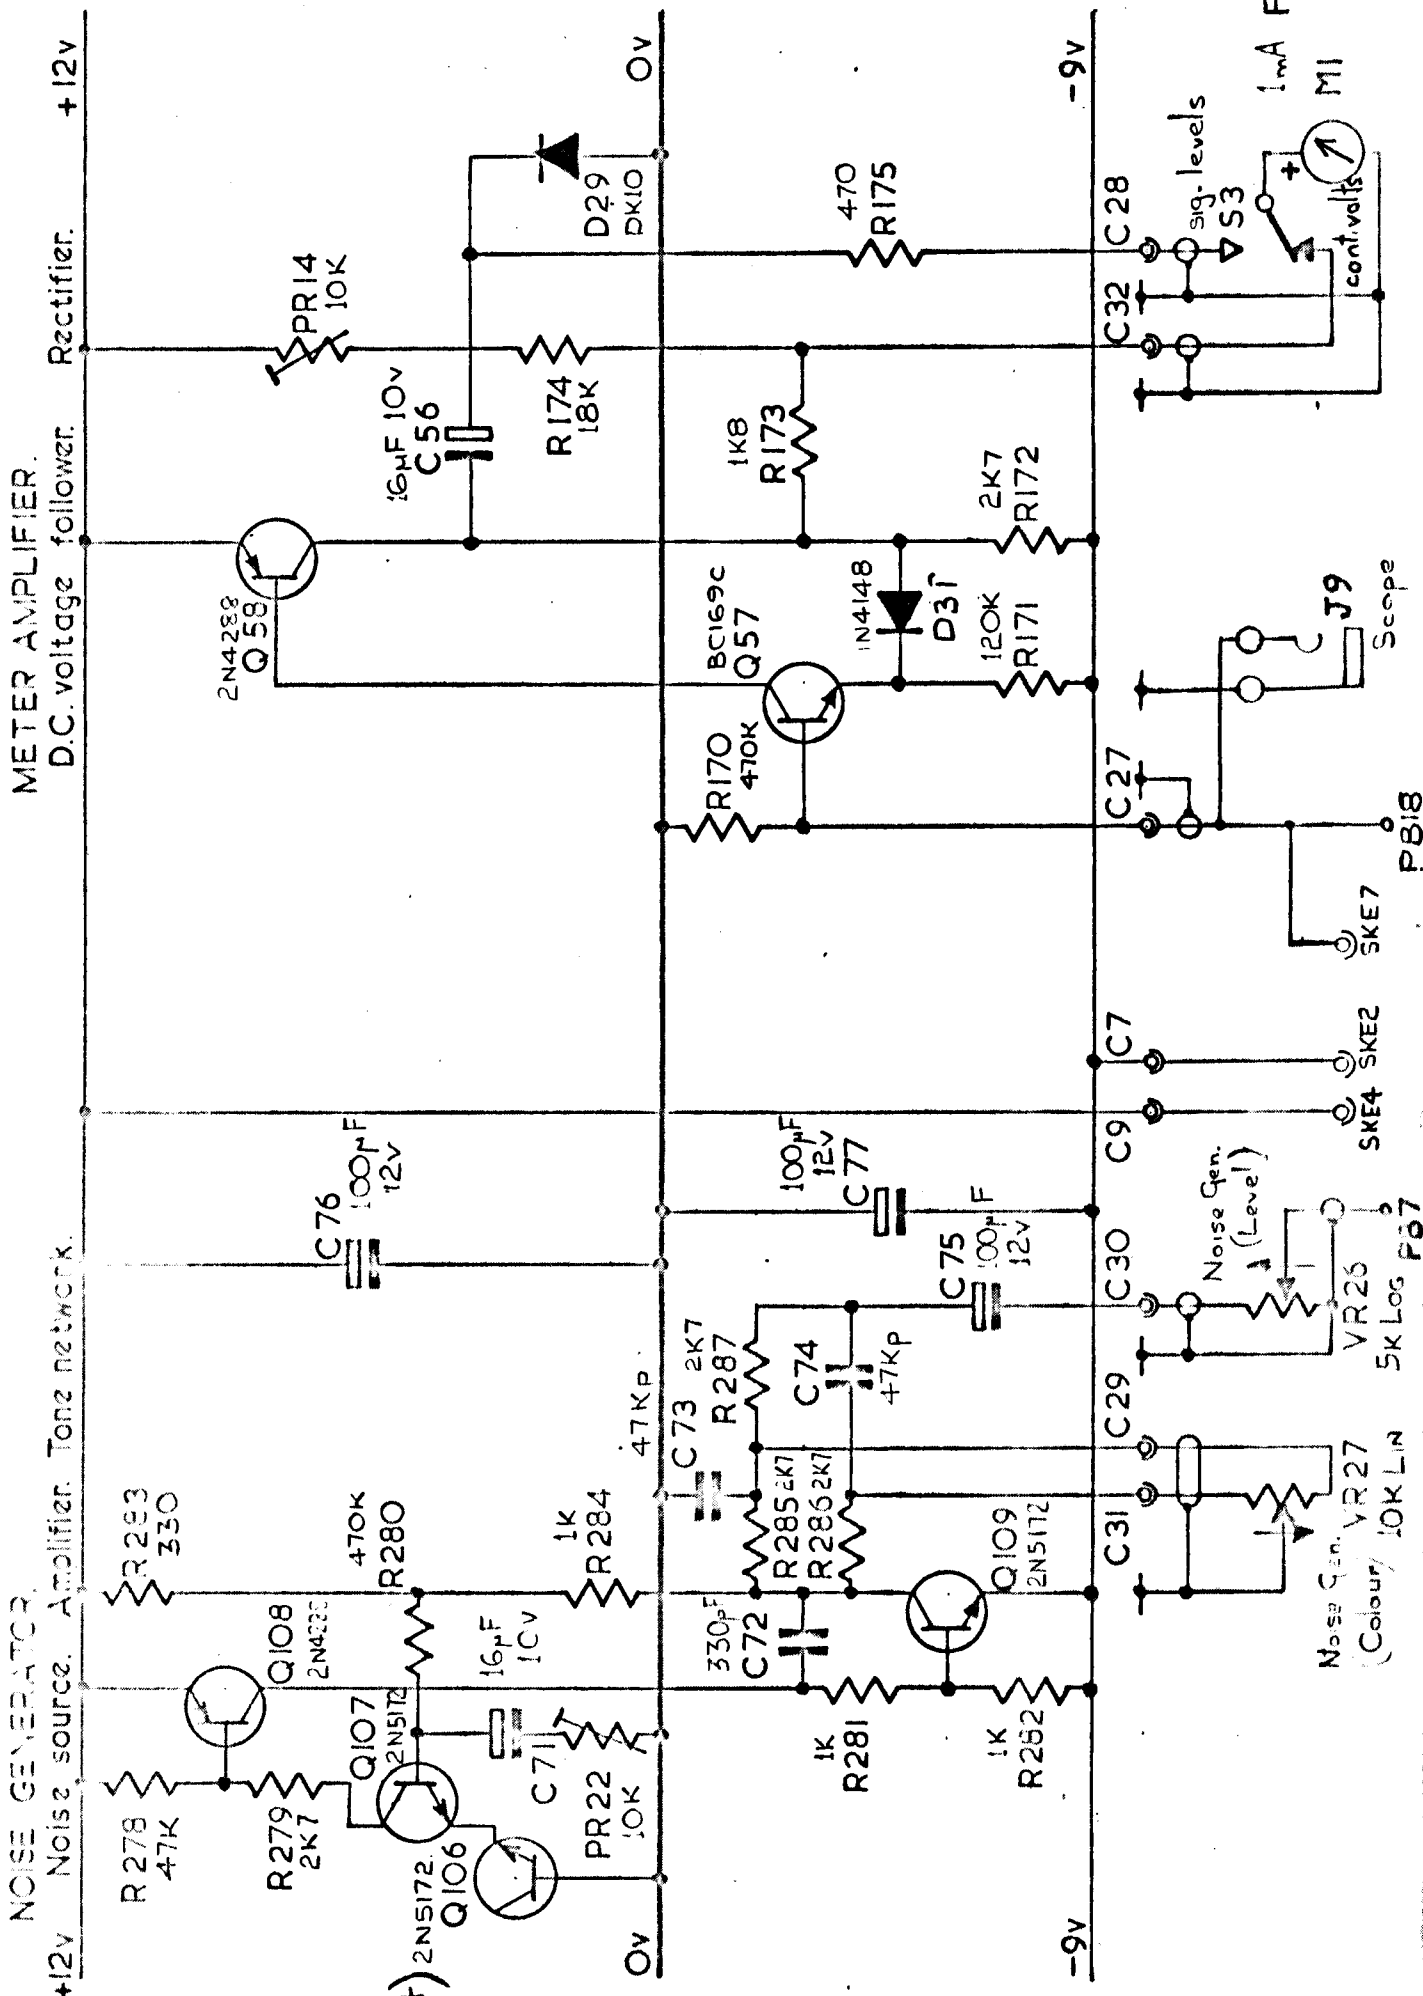 NOISE GENERATOR.
+12v Noise source. Amplifier. Tone network.
METER AMPLIFIER.
D.C. voltage follower. Rectifier. +12v
R278
47K
R279
2K7
2N5172.
Q106
Q107
2N5172
Q108
R283
330
470K
R280
16µF
10v
C71
PR22
10K
1K
R284
C76
100µF
12v
2N4288
Q58
16µF 10v
C56
PR14
10K
R174
18K
D29
DK10
0v
0v
47Kp
C73
330pF
C72
1K
R281
1K
R282
R285 2K7
R286 2K7
2K7
R287
C74
47Kp
Q109
2N5172
C75
100µF
12v
100µF
12v
C77
R170
470K
BC169C
Q57
1N4148
D31
120K
R171
2K7
R172
1K8
R173
470
R175
-9v
-9v
C31
C29
C30
C9
C7
C27
C32
C28
Noise Gen.
(Colour)
VR27
10K LIN
Noise Gen.
(Level)
VR26
5K LOG
PB7
SKE4
SKE2
SKE7
PB18
J9
Scope
sig. levels
S3
cont. volts
+
1mA F
M1